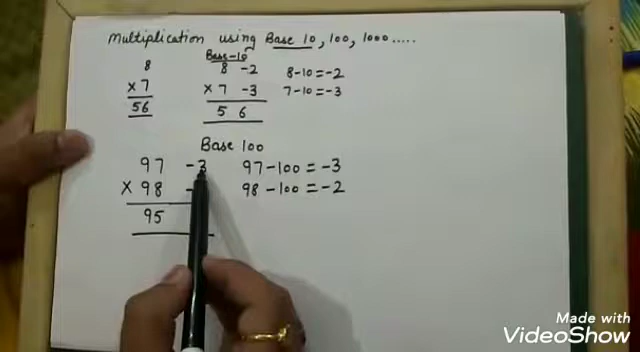 Multiplication using Base 10, 100, 1000.....
Base-10
8 8 -2 8-10=-2
×7 ×7 -3 7-10=-3
56 5 6
Base 100
97 -3 97-100=-3
×98 - 98-100=-2
95
Made with
VideoShow